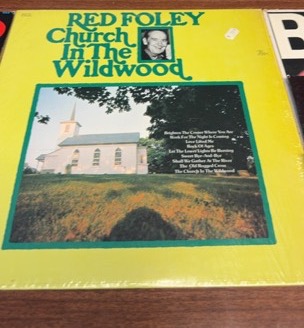 RED FOLEY
Church
In The
Wildwood
Brighten The Corner Where You Are
Work For The Night Is Coming
Love Lifted Me
Rock Of Ages
Let The Lower Lights Be Burning
Sweet Bye-And-Bye
Shall We Gather At The River
The Old Rugged Cross
The Church In The Wildwood
B